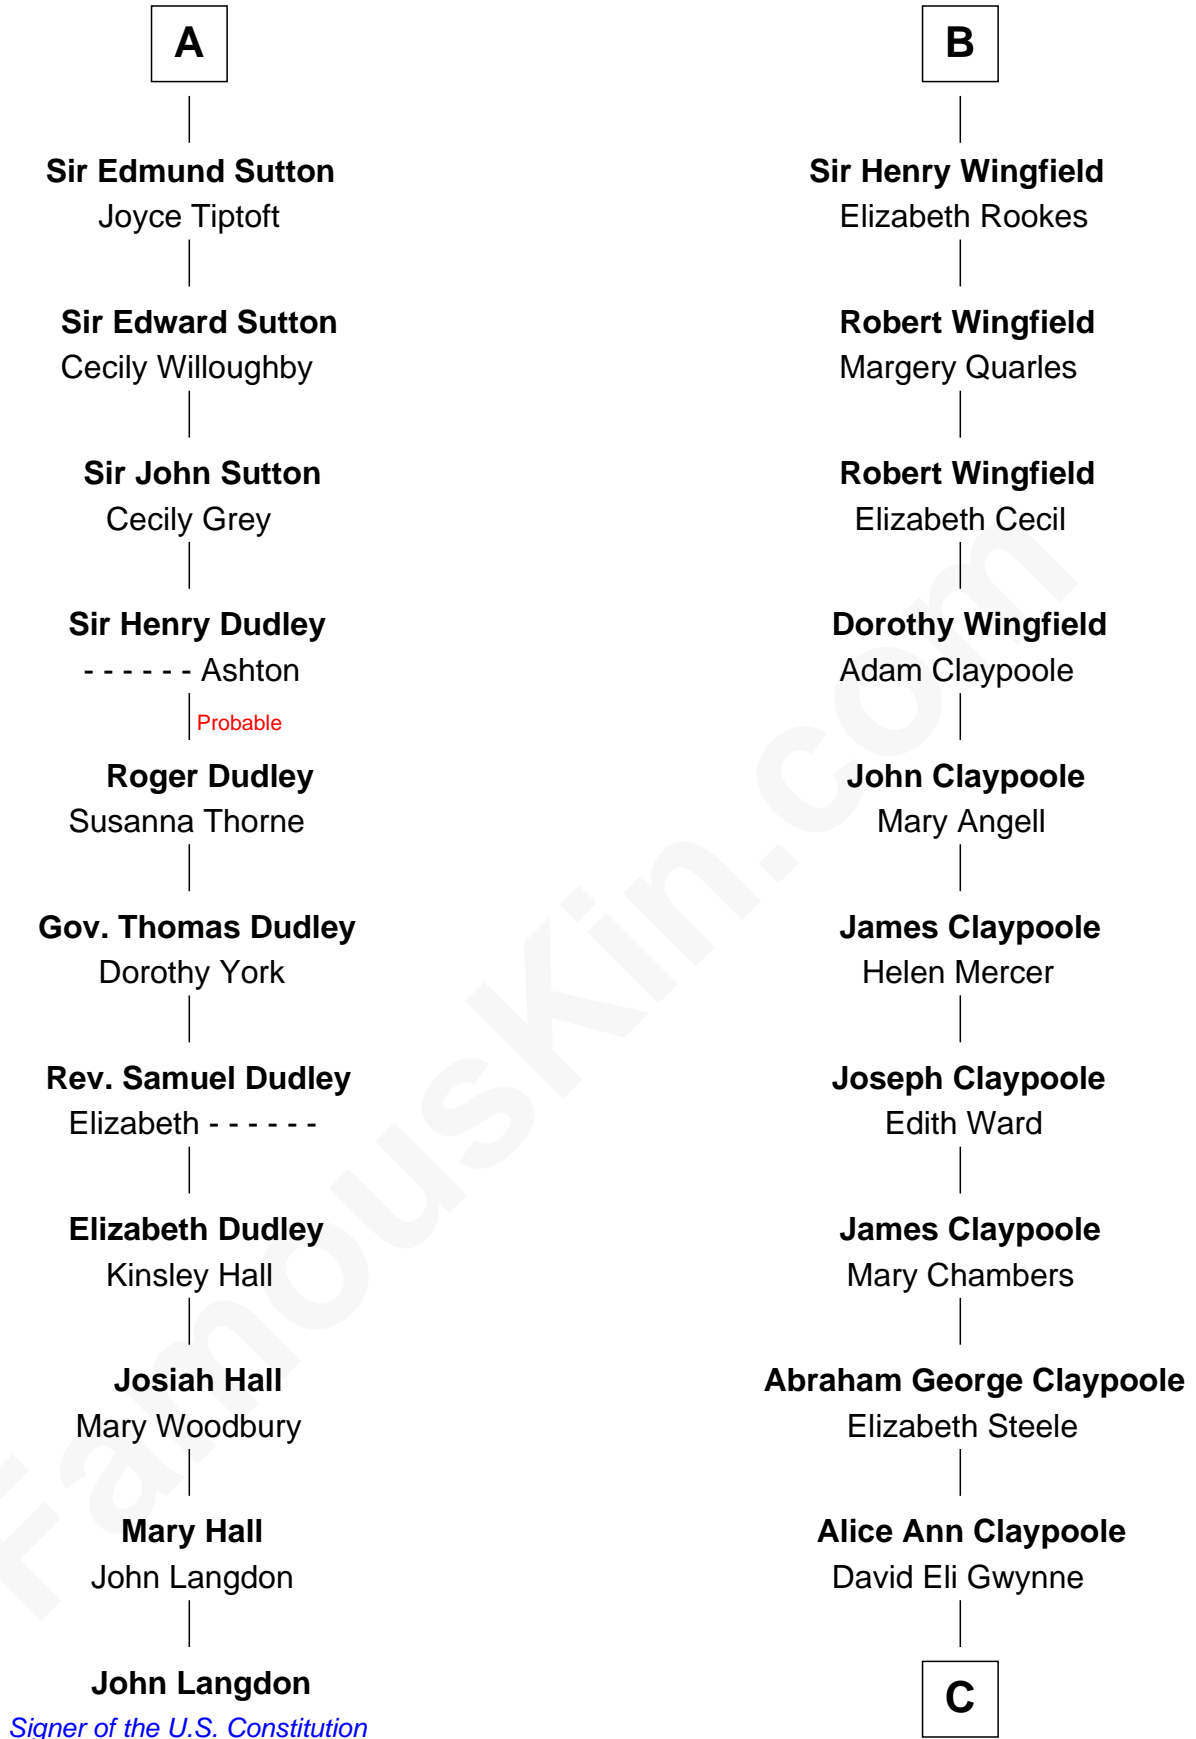 A
Sir Edmund Sutton
Joyce Tiptoft
Sir Edward Sutton
Cecily Willoughby
Sir John Sutton
Cecily Grey
Sir Henry Dudley
- - - - - - Ashton
Probable
Roger Dudley
Susanna Thorne
Gov. Thomas Dudley
Dorothy York
Rev. Samuel Dudley
Elizabeth - - - - - -
Elizabeth Dudley
Kinsley Hall
Josiah Hall
Mary Woodbury
Mary Hall
John Langdon
John Langdon
Signer of the U.S. Constitution
B
Sir Henry Wingfield
Elizabeth Rookes
Robert Wingfield
Margery Quarles
Robert Wingfield
Elizabeth Cecil
Dorothy Wingfield
Adam Claypoole
John Claypoole
Mary Angell
James Claypoole
Helen Mercer
Joseph Claypoole
Edith Ward
James Claypoole
Mary Chambers
Abraham George Claypoole
Elizabeth Steele
Alice Ann Claypoole
David Eli Gwynne
C
FamousKin.com